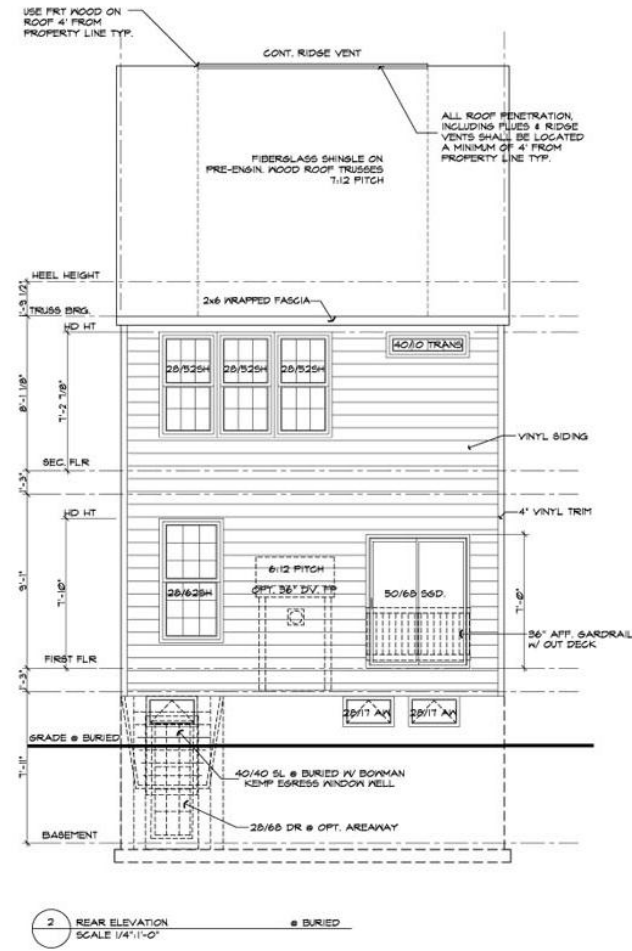 USE FRT WOOD ON
ROOF 4' FROM
PROPERTY LINE TYP.
CONT. RIDGE VENT
ALL ROOF PENETRATION,
INCLUDING FLUES & RIDGE
VENTS SHALL BE LOCATED
A MINIMUM OF 4' FROM
PROPERTY LINE TYP.
FIBERGLASS SHINGLE ON
PRE-ENGIN. WOOD ROOF TRUSSES
7:12 PITCH
HEEL HEIGHT
1'-9 1/2"
2x6 WRAPPED FASCIA
TRUSS BRG.
HD HT
40/10 TRANS
28/52SH 28/52SH 28/52SH
8'-1 1/8"
7'-2 7/8"
VINYL SIDING
SEC. FLR
1'-3"
4" VINYL TRIM
HD HT
6:12 PITCH
OPT. 36" DV. FP
28/62SH
50/68 SGD.
9'-1"
7'-10"
7'-0"
36" AFF. GARDRAIL
W/ OUT DECK
FIRST FLR
1'-3"
28/17 AW 28/17 AW
GRADE @ BURIED
7'-11"
40/40 SL @ BURIED W/ BOWMAN
KEMP EGRESS WINDOW WELL
28/68 DR @ OPT. AREAWAY
BASEMENT
2 REAR ELEVATION @ BURIED
SCALE 1/4":1'-0"